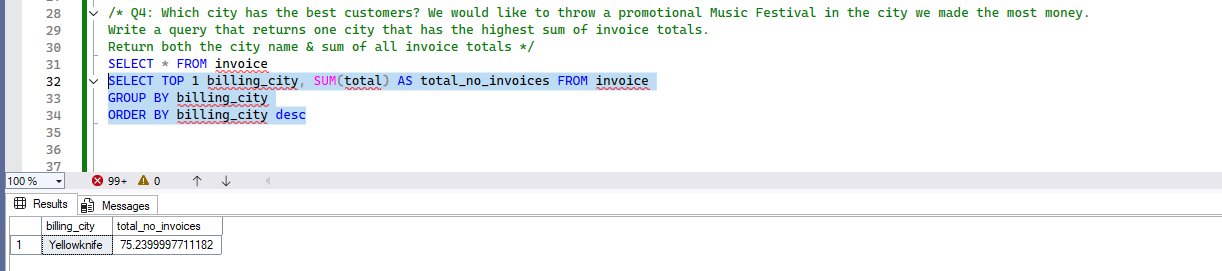 28 /* Q4: Which city has the best customers? We would like to throw a promotional Music Festival in the city we made the most money.
29 Write a query that returns one city that has the highest sum of invoice totals.
30 Return both the city name & sum of all invoice totals */
31 SELECT * FROM invoice
32 SELECT TOP 1 billing_city, SUM(total) AS total_no_invoices FROM invoice
33 GROUP BY billing_city
34 ORDER BY billing_city desc
35
36
37
100 % 99+ 0
Results Messages
billing_city total_no_invoices
1 Yellowknife 75.2399997711182